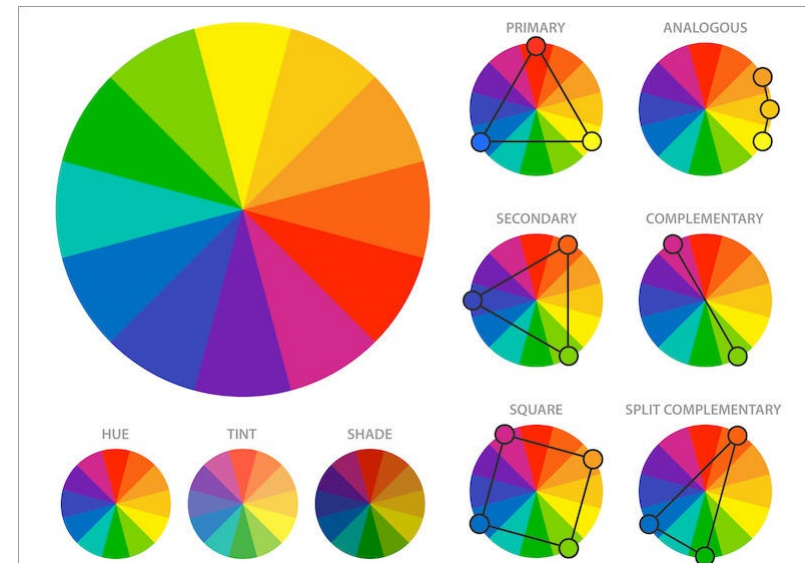 PRIMARY
ANALOGOUS
SECONDARY
COMPLEMENTARY
HUE
TINT
SHADE
SQUARE
SPLIT COMPLEMENTARY